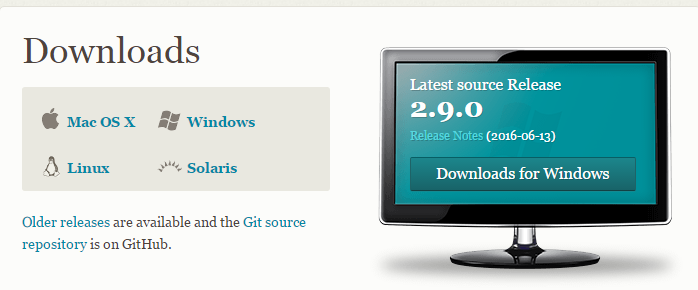 Downloads
Mac OS X
Windows
Linux
Solaris
Older releases are available and the Git source
repository is on GitHub.
Latest source Release
2.9.0
Release Notes (2016-06-13)
Downloads for Windows